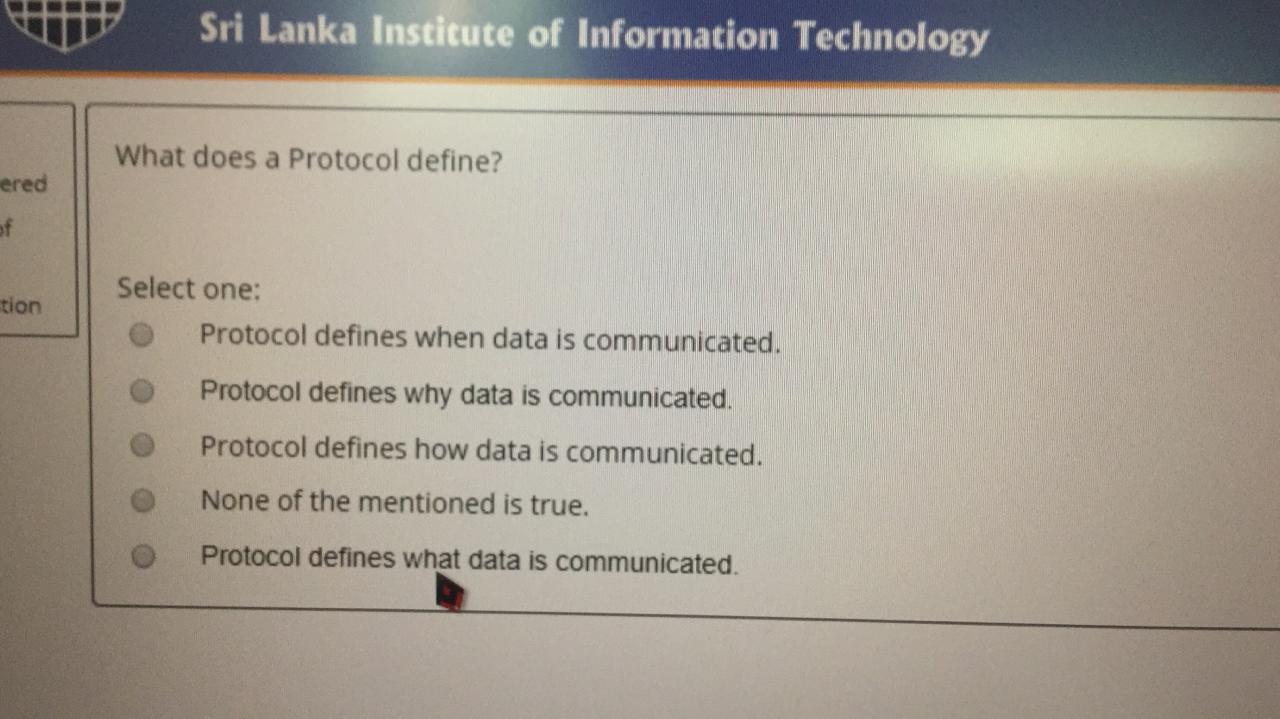 Sri Lanka Institute of Information Technology
ered
of
tion
What does a Protocol define?
Select one:
Protocol defines when data is communicated.
Protocol defines why data is communicated.
Protocol defines how data is communicated.
None of the mentioned is true.
Protocol defines what data is communicated.